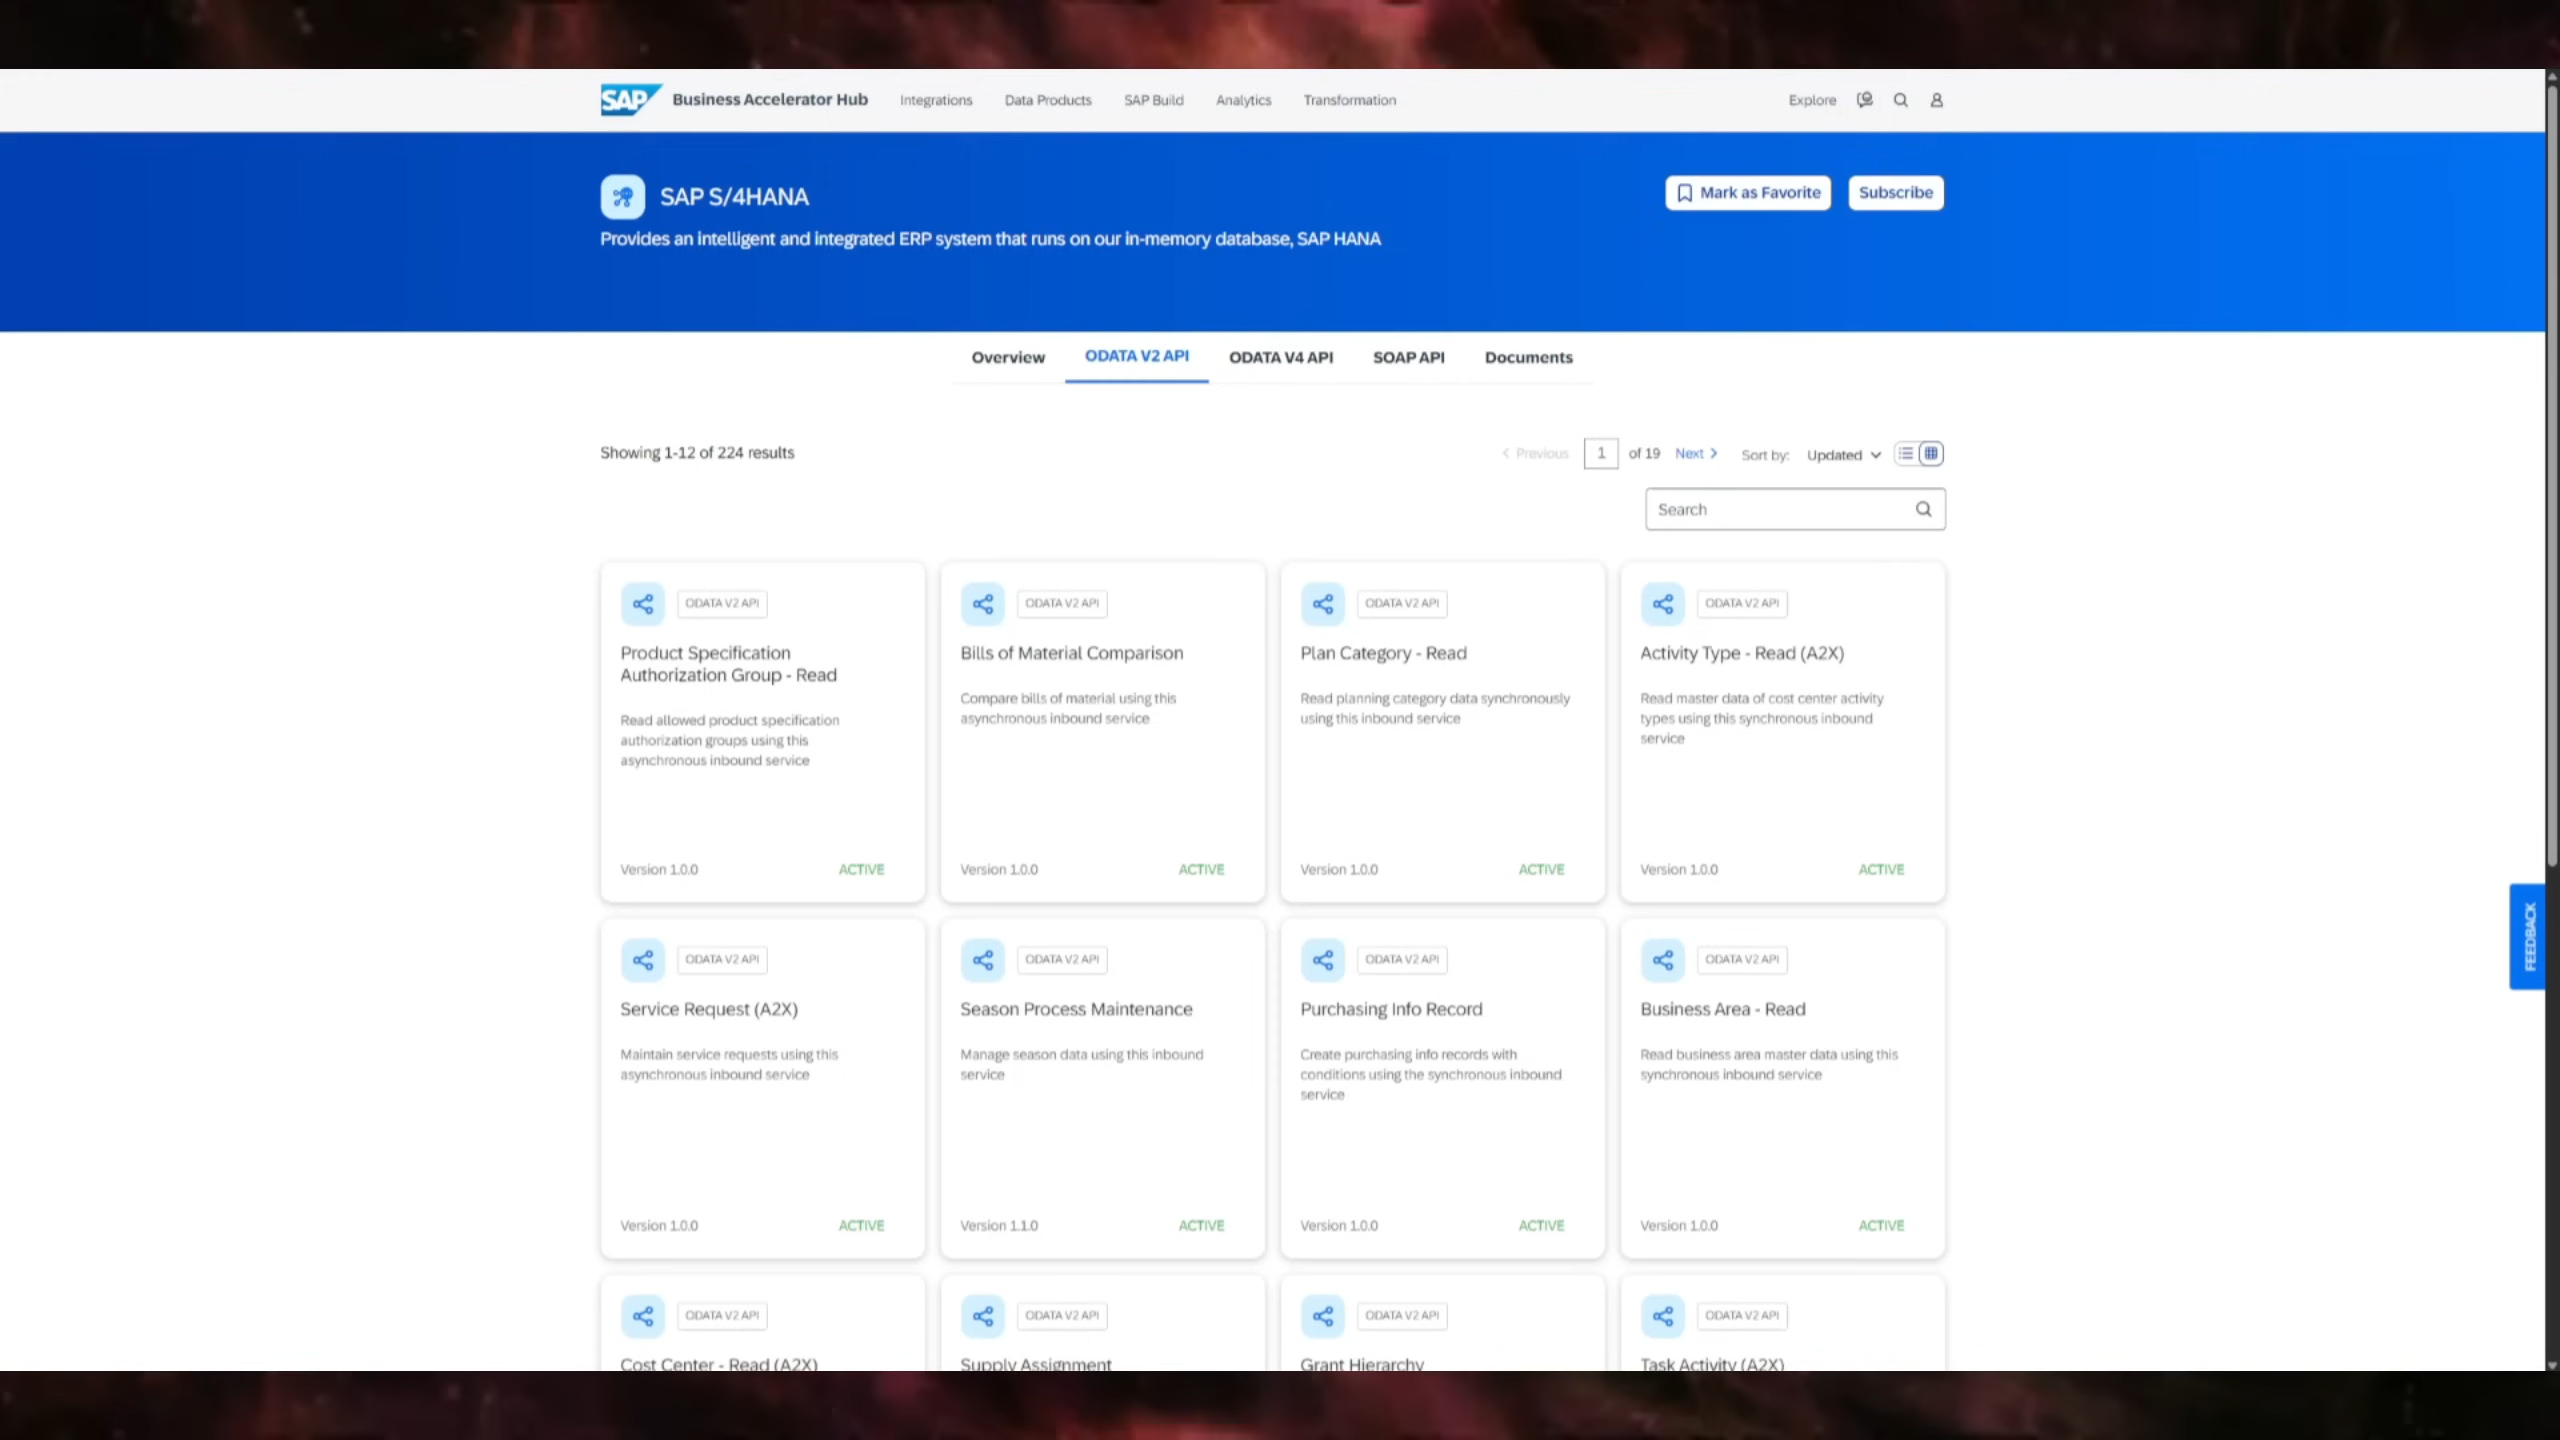 SAP Business Accelerator Hub Integrations Data Products SAP Build Analytics Transformation Explore
SAP S/4HANA
Mark as Favorite Subscribe
Provides an intelligent and integrated ERP system that runs on our in-memory database, SAP HANA
Overview ODATA V2 API ODATA V4 API SOAP API Documents
Showing 1-12 of 224 results
Previous 1 of 19 Next Sort by: Updated
Search
ODATA V2 API
Product Specification
Authorization Group - Read
Read allowed product specification
authorization groups using this
asynchronous inbound service
Version 1.0.0 ACTIVE
ODATA V2 API
Bills of Material Comparison
Compare bills of material using this
asynchronous inbound service
Version 1.0.0 ACTIVE
ODATA V2 API
Plan Category - Read
Read planning category data synchronously
using this inbound service
Version 1.0.0 ACTIVE
ODATA V2 API
Activity Type - Read (A2X)
Read master data of cost center activity
types using this synchronous inbound
service
Version 1.0.0 ACTIVE
ODATA V2 API
Service Request (A2X)
Maintain service requests using this
asynchronous inbound service
Version 1.0.0 ACTIVE
ODATA V2 API
Season Process Maintenance
Manage season data using this inbound
service
Version 1.1.0 ACTIVE
ODATA V2 API
Purchasing Info Record
Create purchasing info records with
conditions using the synchronous inbound
service
Version 1.0.0 ACTIVE
ODATA V2 API
Business Area - Read
Read business area master data using this
synchronous inbound service
Version 1.0.0 ACTIVE
ODATA V2 API
Cost Center - Read (A2X)
ODATA V2 API
Supply Assignment
ODATA V2 API
Grant Hierarchy
ODATA V2 API
Task Activity (A2X)
FEEDBACK